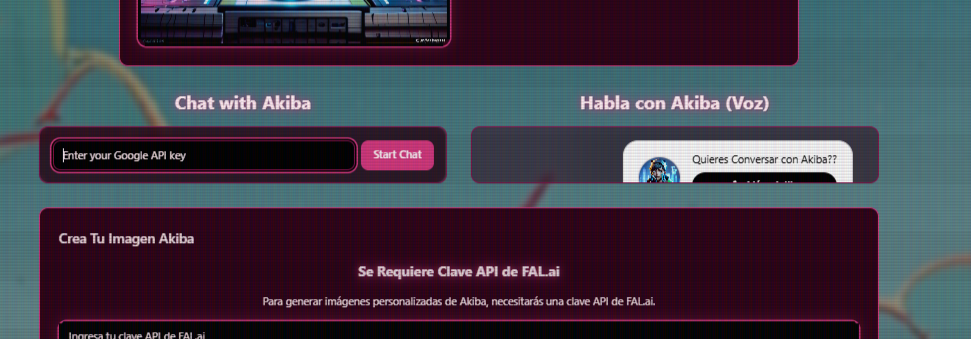 Chat with Akiba
Enter your Google API key
Start Chat
Habla con Akiba (Voz)
Quieres Conversar con Akiba??
Crea Tu Imagen Akiba
Se Requiere Clave API de FAL.ai
Para generar imágenes personalizadas de Akiba, necesitarás una clave API de FAL.ai.
Ingresa tu clave API de FAL.ai